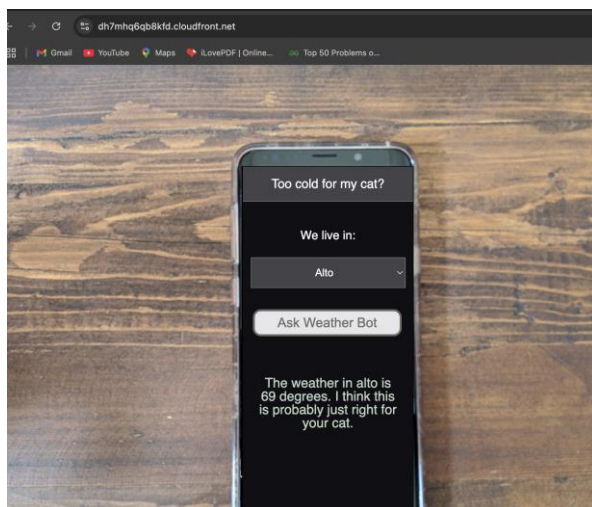 dh7mhq6qb8kfd.cloudfront.net
Gmail YouTube Maps iLovePDF | Online... Top 50 Problems o...
Too cold for my cat?
We live in:
Alto
Ask Weather Bot
The weather in alto is
69 degrees. I think this
is probably just right for
your cat.